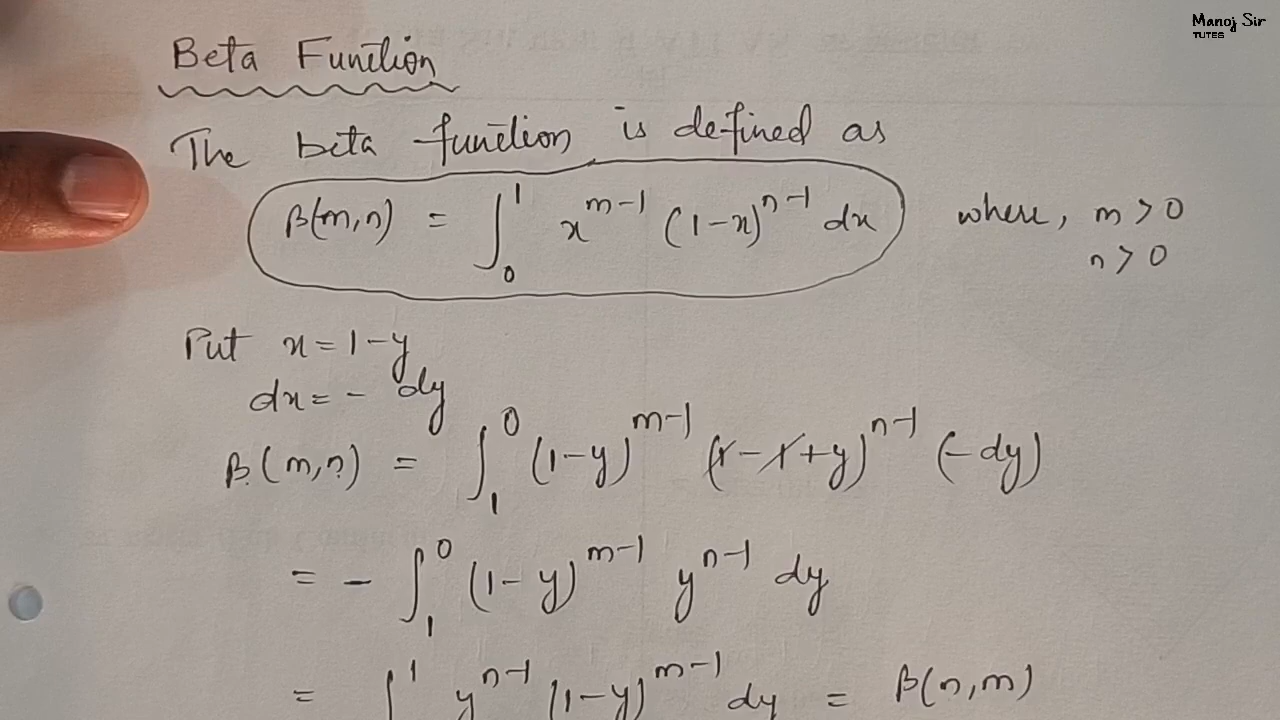 Manoj Sir
TUTES
Beta Function
The beta function is defined as
β(m,n) = ∫₀¹ x^{m-1} (1-x)^{n-1} dx where, m > 0
n > 0
Put x = 1-y
dx = - dy
β(m,n) = ∫₁⁰ (1-y)^{m-1} (1-1+y)^{n-1} (-dy)
= - ∫₁⁰ (1-y)^{m-1} y^{n-1} dy
= ∫¹ y^{n-1} (1-y)^{m-1} dy = β(n,m)